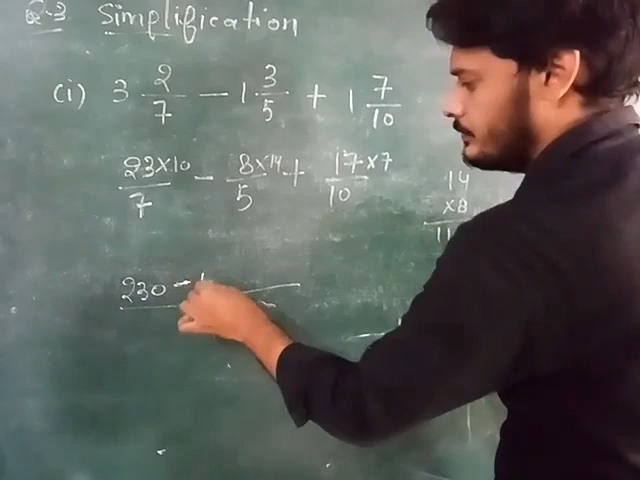 Q.3 Simplification
(i) 3 2/7 - 1 3/5 + 1 7/10
23×10/7 - 8×14/5 + 17×7/10
14
×8
11
230 -